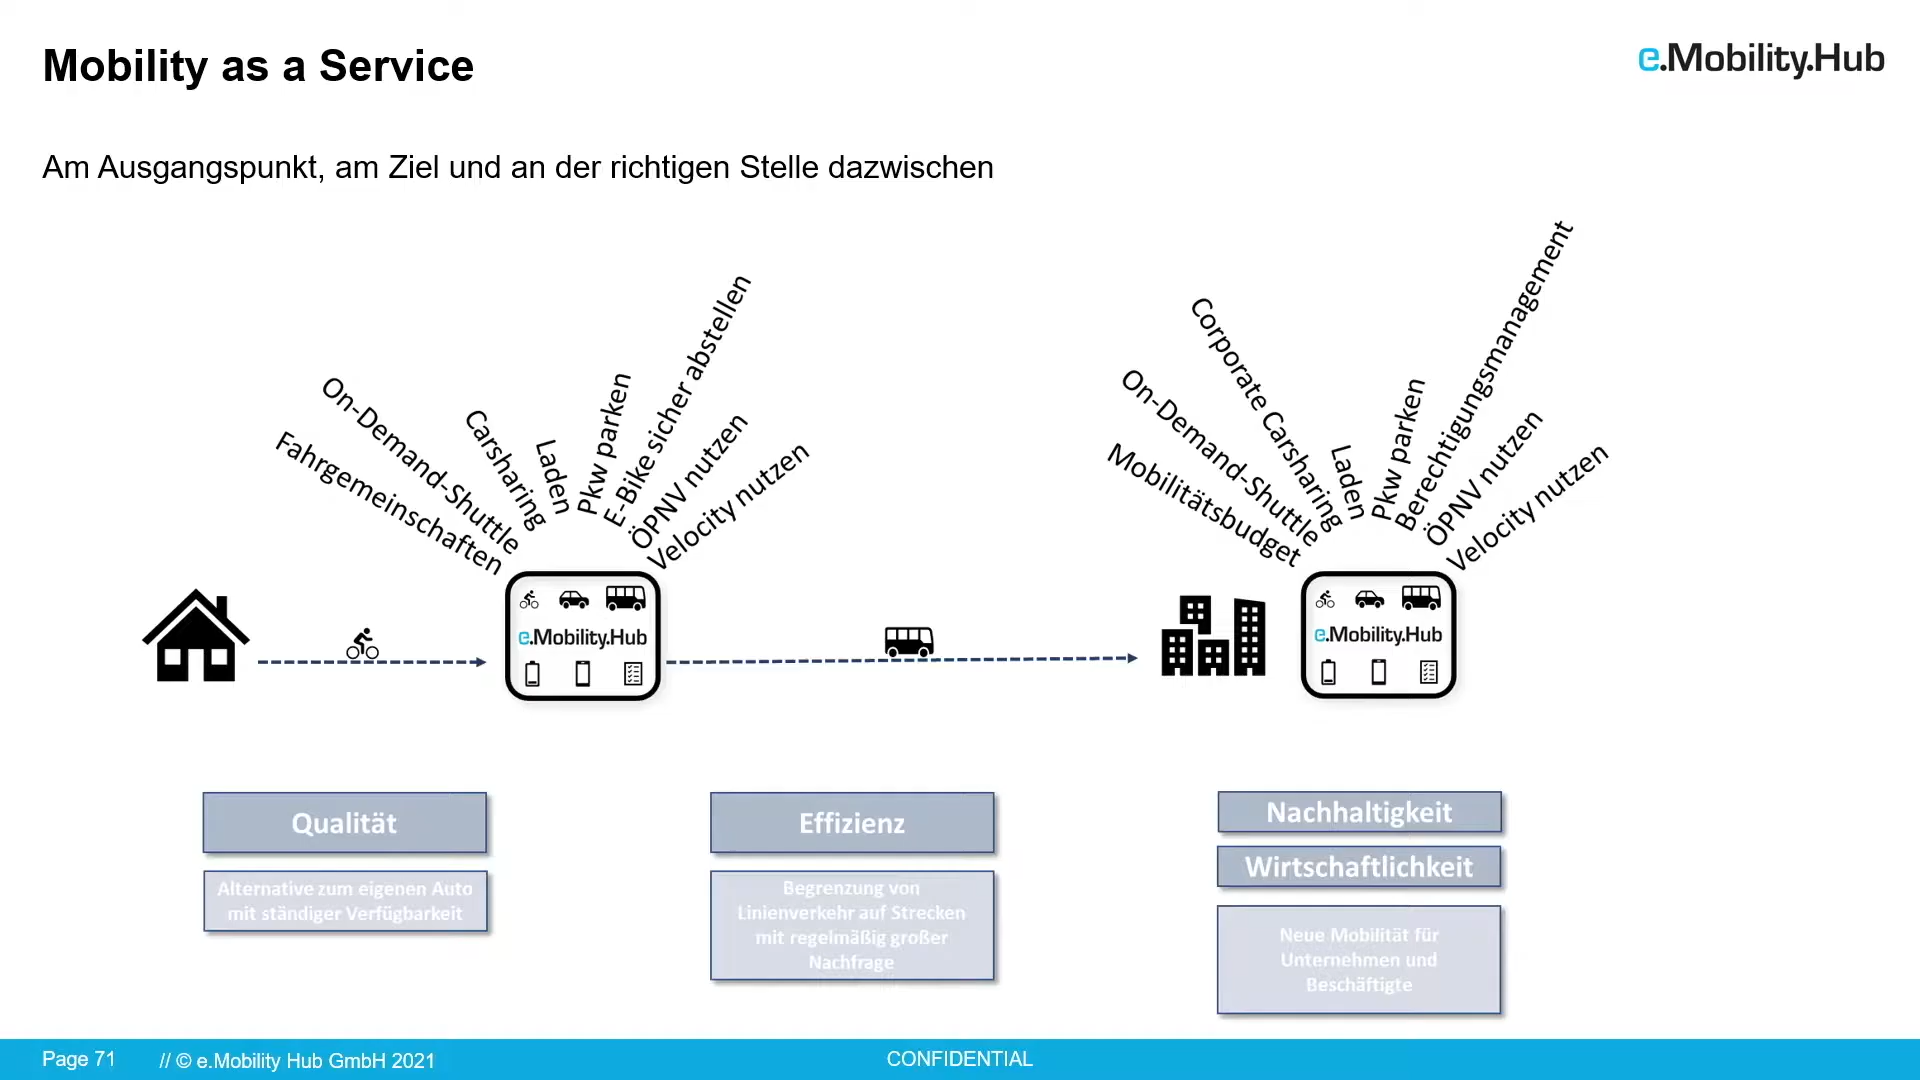 Mobility as a Service
e.Mobility.Hub
Am Ausgangspunkt, am Ziel und an der richtigen Stelle dazwischen
Fahrgemeinschaften
On-Demand-Shuttle
Carsharing
Laden
Pkw parken
E-Bike sicher abstellen
ÖPNV nutzen
Velocity nutzen
e.Mobility.Hub
Mobilitätsbudget
On-Demand-Shuttle
Corporate Carsharing
Laden
Pkw parken
Berechtigungsmanagement
ÖPNV nutzen
Velocity nutzen
e.Mobility.Hub
Qualität
Alternative zum eigenen Auto
mit ständiger Verfügbarkeit
Effizienz
Begrenzung von
Linienverkehr auf Strecken
mit regelmäßig großer
Nachfrage
Nachhaltigkeit
Wirtschaftlichkeit
Neue Mobilität für
Unternehmen und
Beschäftigte
Page 71
// © e.Mobility Hub GmbH 2021
CONFIDENTIAL